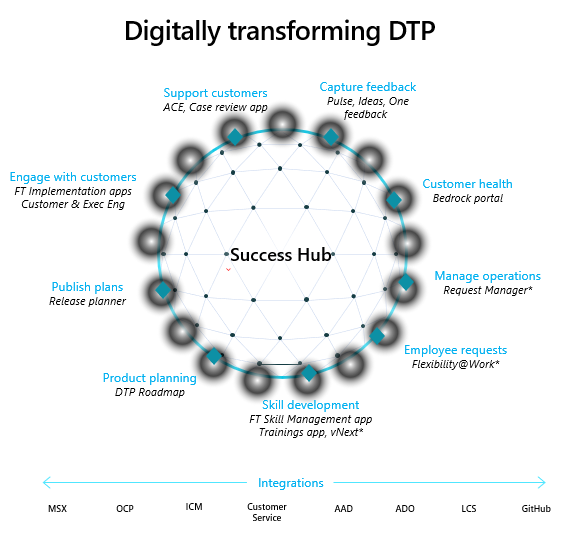 Digitally transforming DTP
Support customers
ACE, Case review app
Capture feedback
Pulse, Ideas, One
feedback
Engage with customers
FT Implementation apps
Customer & Exec Eng
Customer health
Bedrock portal
Success Hub
Publish plans
Release planner
Manage operations
Request Manager*
Product planning
DTP Roadmap
Employee requests
Flexibility@Work*
Skill development
FT Skill Management app
Trainings app, vNext*
Integrations
MSX
OCP
ICM
Customer
Service
AAD
ADO
LCS
GitHub